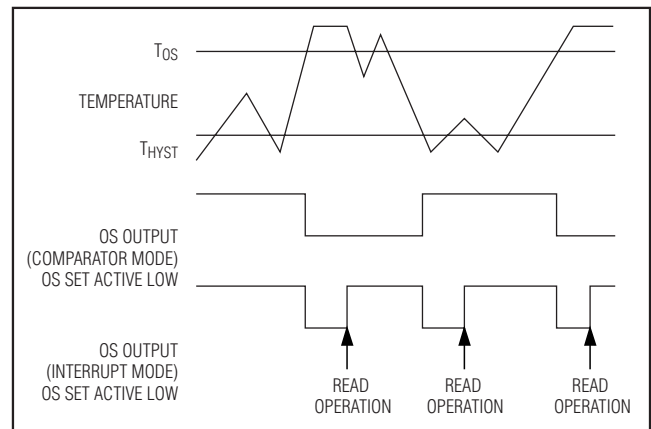 TOS
TEMPERATURE
THYST
OS OUTPUT
(COMPARATOR MODE)
OS SET ACTIVE LOW
OS OUTPUT
(INTERRUPT MODE)
OS SET ACTIVE LOW
READ
OPERATION
READ
OPERATION
READ
OPERATION